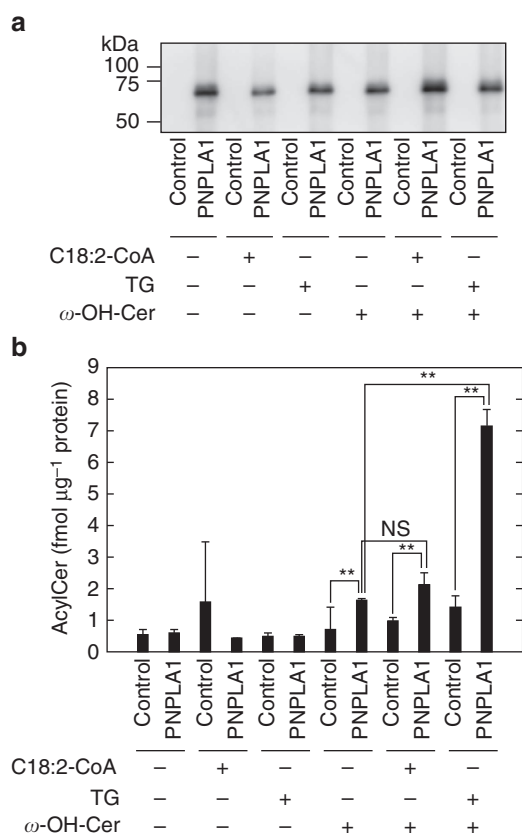 a
kDa
100
75
50
Control PNPLA1 Control PNPLA1 Control PNPLA1 Control PNPLA1 Control PNPLA1 Control PNPLA1
C18:2-CoA – + – – + –
TG – – + – – +
ω-OH-Cer – – – + + +
b
AcylCer (fmol μg⁻¹ protein)
9
8
7
6
5
4
3
2
1
0
**
**
NS
**
**
Control PNPLA1 Control PNPLA1 Control PNPLA1 Control PNPLA1 Control PNPLA1 Control PNPLA1
C18:2-CoA – + – – + –
TG – – + – – +
ω-OH-Cer – – – + + +